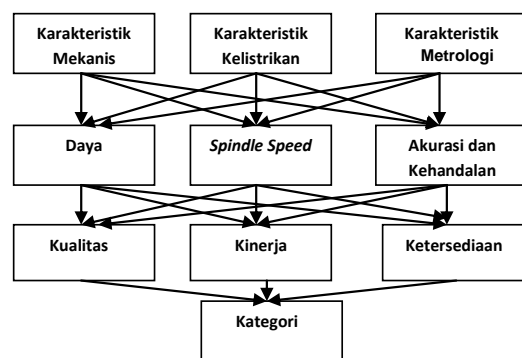 Karakteristik
Mekanis
Karakteristik
Kelistrikan
Karakteristik
Metrologi
Daya
Spindle Speed
Akurasi dan
Kehandalan
Kualitas
Kinerja
Ketersediaan
Kategori